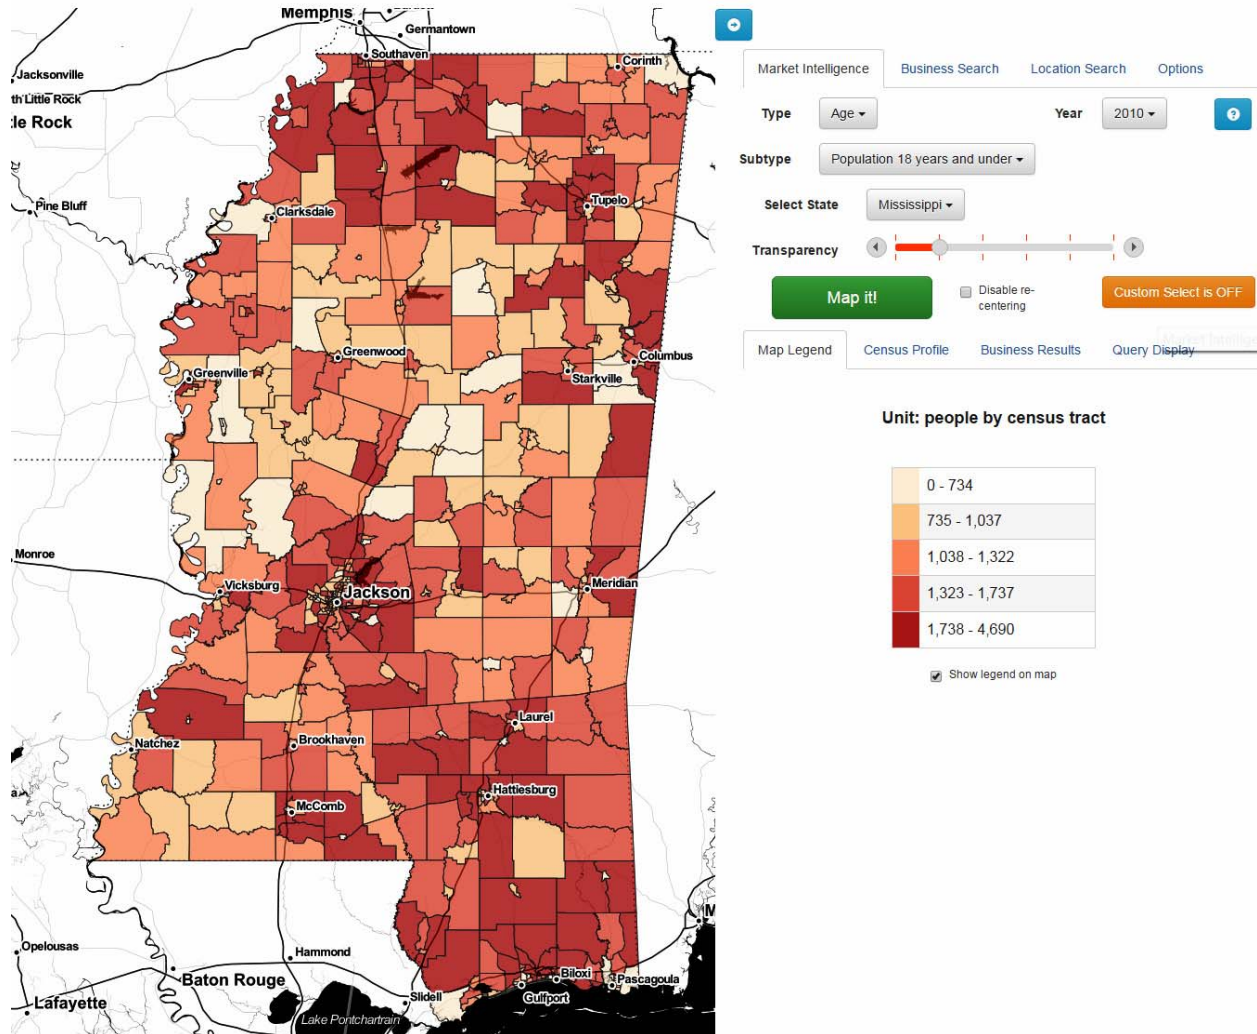 Memphis
Germantown
Southaven
Corinth
Jacksonville
th Little Rock
tle Rock
Pine Bluff
Clarksdale
Tupelo
Greenwood
Columbus
Greenville
Starkville
Monroe
Vicksburg
Jackson
Meridian
Laurel
Natchez
Brookhaven
Hattiesburg
McComb
Opelousas
Hammond
Baton Rouge
Biloxi
Pascagoula
Gulfport
Slidell
Lafayette
Lake Pontchartrain
Market Intelligence Business Search Location Search Options
Type Age Year 2010 ?
Subtype Population 18 years and under
Select State Mississippi
Transparency
Map it! Disable re-
centering Custom Select is OFF
Map Legend Census Profile Business Results Query Display
Unit: people by census tract
0 - 734
735 - 1,037
1,038 - 1,322
1,323 - 1,737
1,738 - 4,690
Show legend on map